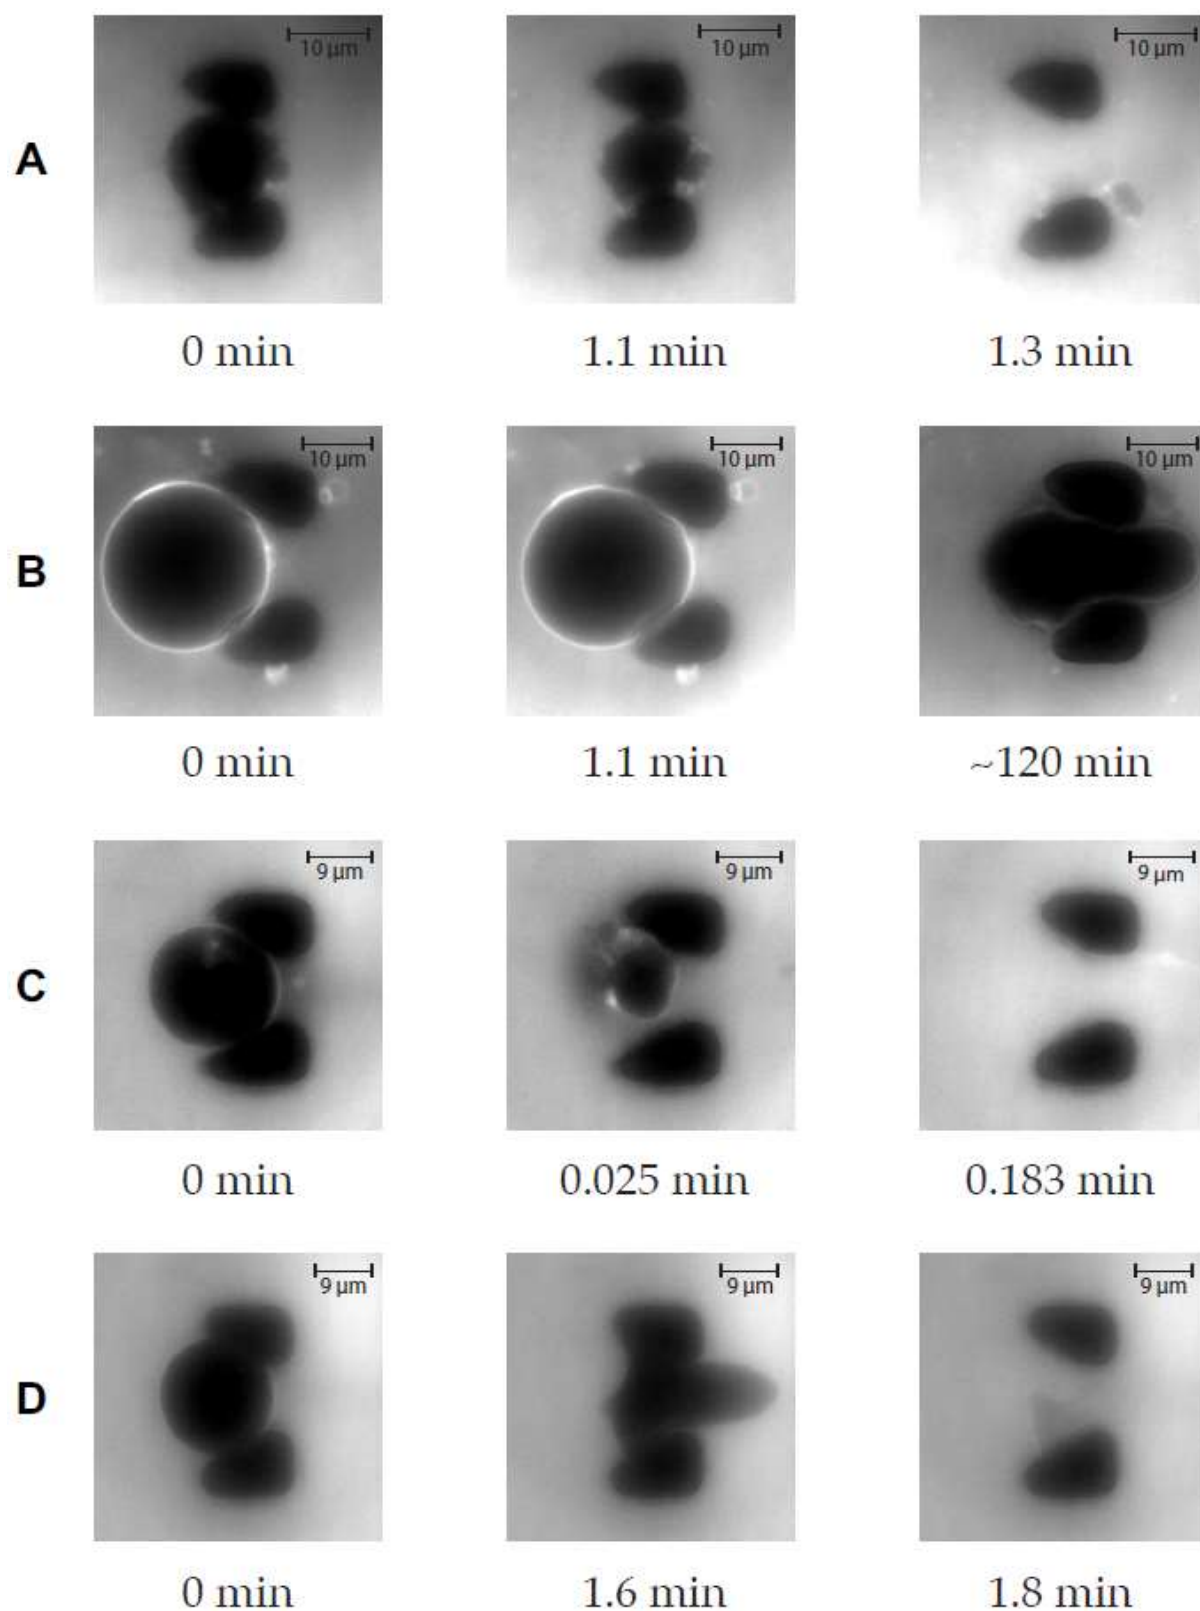 10 µm 10 µm 10 µm
A
0 min 1.1 min 1.3 min
10 µm 10 µm 10 µm
B
0 min 1.1 min ~120 min
9 µm 9 µm 9 µm
C
0 min 0.025 min 0.183 min
9 µm 9 µm 9 µm
D
0 min 1.6 min 1.8 min